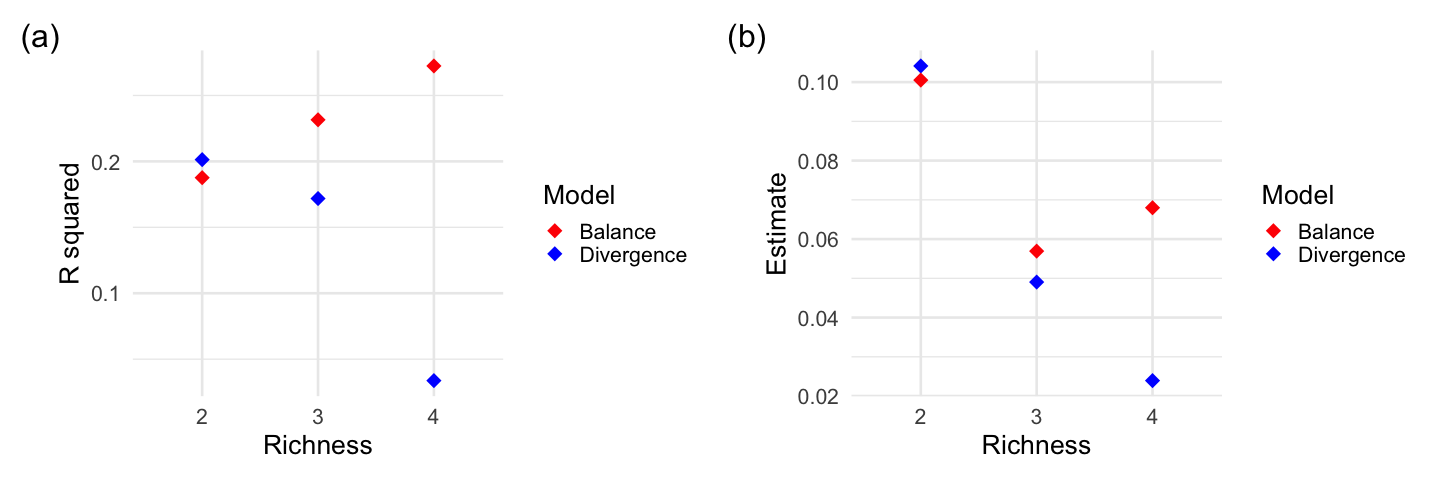 (a)
R squared
0.2
0.1
2 3 4
Richness
Model
Balance
Divergence
(b)
Estimate
0.10
0.08
0.06
0.04
0.02
2 3 4
Richness
Model
Balance
Divergence